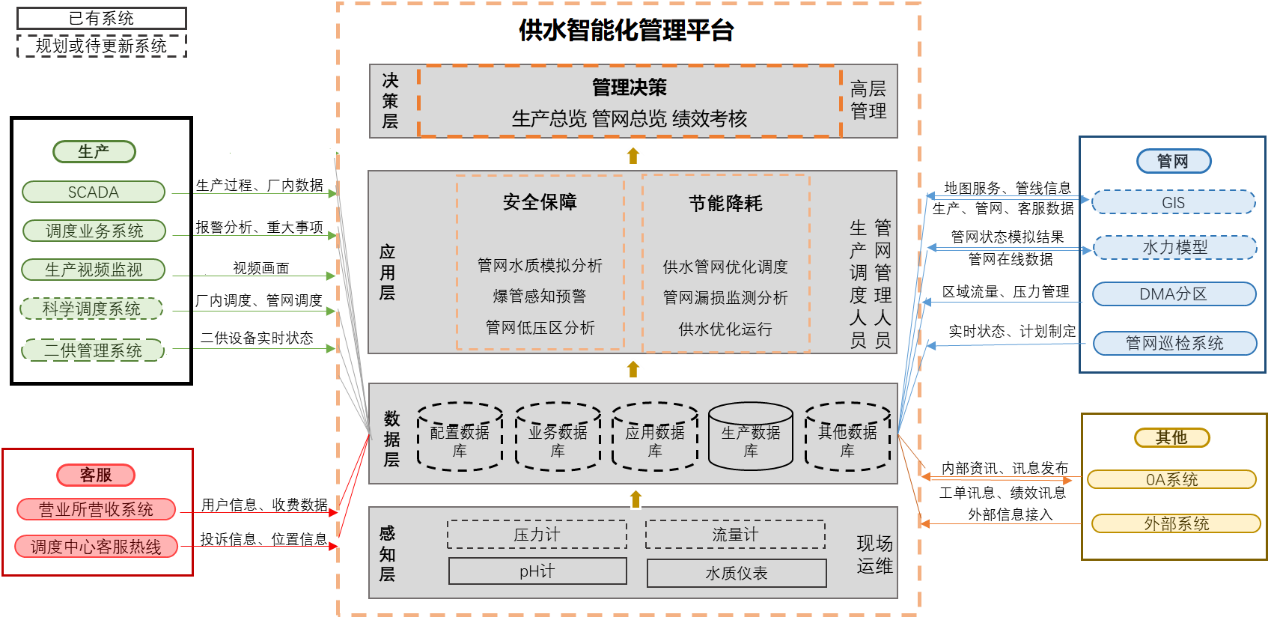 已有系统
规划或待更新系统
供水智能化管理平台
决策层
管理决策
生产总览 管网总览 绩效考核
高层管理
应用层
安全保障
管网水质模拟分析
爆管感知预警
管网低压区分析
节能降耗
供水管网优化调度
管网漏损监测分析
供水优化运行
生产调度人员
管网管理人员
数据层
配置数据库
业务数据库
应用数据库
生产数据库
其他数据库
感知层
压力计
流量计
pH计
水质仪表
现场运维
生产
SCADA
调度业务系统
生产视频监视
科学调度系统
二供管理系统
生产过程、厂内数据
报警分析、重大事项
视频画面
厂内调度、管网调度
二供设备实时状态
客服
营业所营收系统
调度中心客服热线
用户信息、收费数据
投诉信息、位置信息
管网
GIS
水力模型
DMA分区
管网巡检系统
地图服务、管线信息
生产、管网、客服数据
管网状态模拟结果
管网在线数据
区域流量、压力管理
实时状态、计划制定
其他
OA系统
外部系统
内部资讯、讯息发布
工单讯息、绩效讯息
外部信息接入